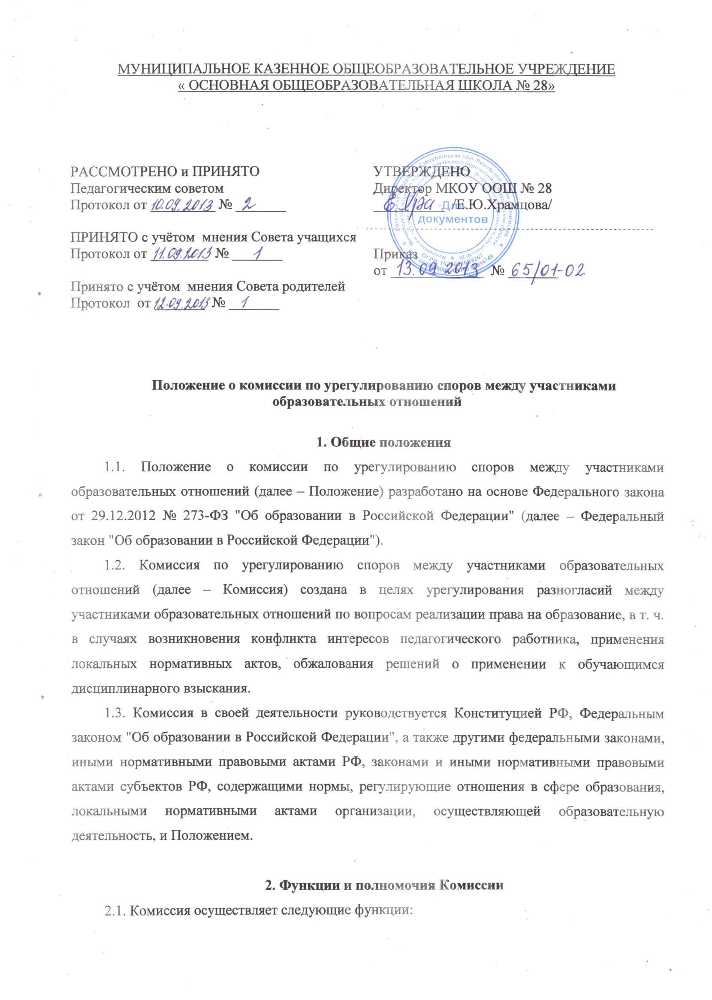 МУНИЦИПАЛЬНОЕ КАЗЕННОЕ ОБЩЕОБРАЗОВАТЕЛЬНОЕ УЧРЕЖДЕНИЕ
« ОСНОВНАЯ ОБЩЕОБРАЗОВАТЕЛЬНАЯ ШКОЛА № 28»
РАССМОТРЕНО и ПРИНЯТО
Педагогическим советом
Протокол от 10.09.2013 № 2
ПРИНЯТО с учётом мнения Совета учащихся
Протокол от 11.09.2013 № 1
Принято с учётом мнения Совета родителей
Протокол от 12.09.2013 № 1
УТВЕРЖДЕНО
Директор МКОУ ООШ № 28
/Е.Ю.Храмцова/
Для
документов
Приказ
от 13.09.2013 № 65/01-02
Положение о комиссии по урегулированию споров между участниками
образовательных отношений
1. Общие положения
1.1. Положение о комиссии по урегулированию споров между участниками
образовательных отношений (далее – Положение) разработано на основе Федерального закона
от 29.12.2012 № 273-ФЗ "Об образовании в Российской Федерации" (далее – Федеральный
закон "Об образовании в Российской Федерации").
1.2. Комиссия по урегулированию споров между участниками образовательных
отношений (далее – Комиссия) создана в целях урегулирования разногласий между
участниками образовательных отношений по вопросам реализации права на образование, в т. ч.
в случаях возникновения конфликта интересов педагогического работника, применения
локальных нормативных актов, обжалования решений о применении к обучающимся
дисциплинарного взыскания.
1.3. Комиссия в своей деятельности руководствуется Конституцией РФ, Федеральным
законом "Об образовании в Российской Федерации", а также другими федеральными законами,
иными нормативными правовыми актами РФ, законами и иными нормативными правовыми
актами субъектов РФ, содержащими нормы, регулирующие отношения в сфере образования,
локальными нормативными актами организации, осуществляющей образовательную
деятельность, и Положением.
2. Функции и полномочия Комиссии
2.1. Комиссия осуществляет следующие функции: